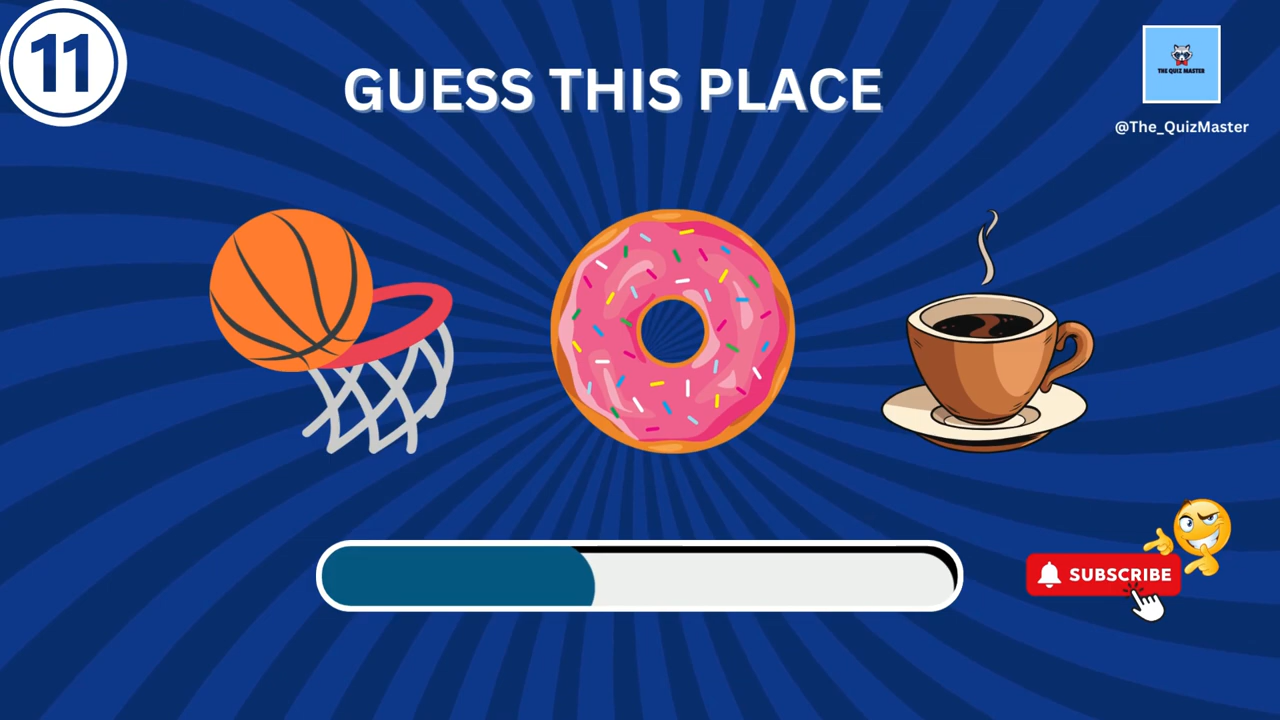 11
GUESS THIS PLACE
THE QUIZ MASTER
@The_QuizMaster
SUBSCRIBE